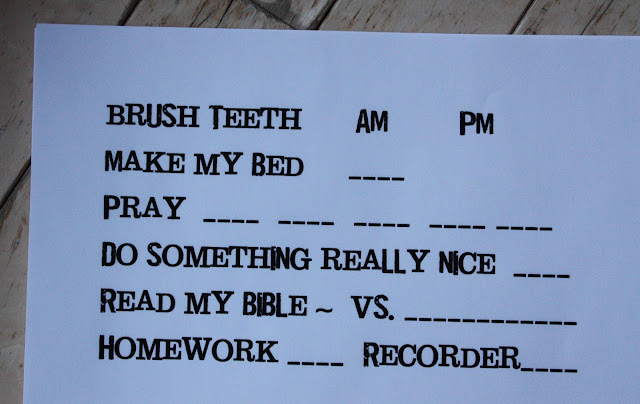 BRUSH TEETH AM PM
MAKE MY BED ____
PRAY ____ ____ ____ ____ ____
DO SOMETHING REALLY NICE ____
READ MY BIBLE ~ VS. _____________
HOMEWORK ____ RECORDER____